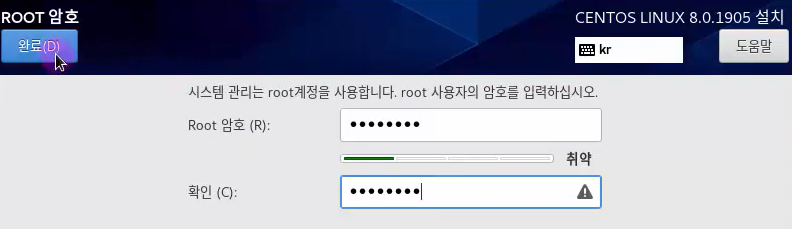 ROOT 암호
CENTOS LINUX 8.0.1905 설치
완료(D)
kr
도움말
시스템 관리는 root계정을 사용합니다. root 사용자의 암호를 입력하십시오.
Root 암호 (R):
●●●●●●●●
취약
확인 (C):
●●●●●●●●